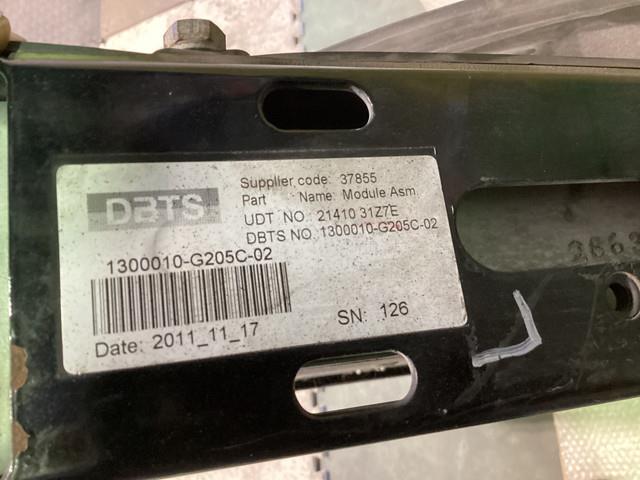 DBTS
Supplier code: 37855
Part Name: Module Asm.
UDT NO.: 21410 31Z7E
DBTS NO. 1300010-G205C-02
1300010-G205C-02
Date: 2011_11_17
SN: 126